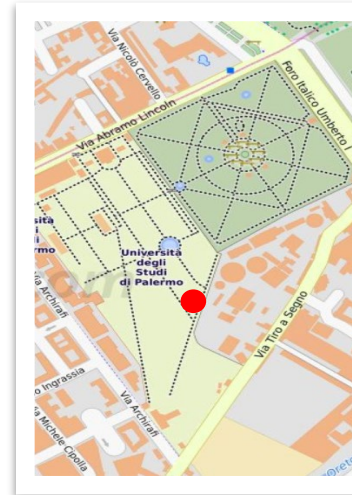 Via Nicolò Cervello
Foro Italico Umberto I
Via Abramo Lincoln
Università
degli
Studi
di Palermo
Via Archirafi
Via Tiro a Segno
o Ingrassia
Via Archirafi
a Michele Cipolla